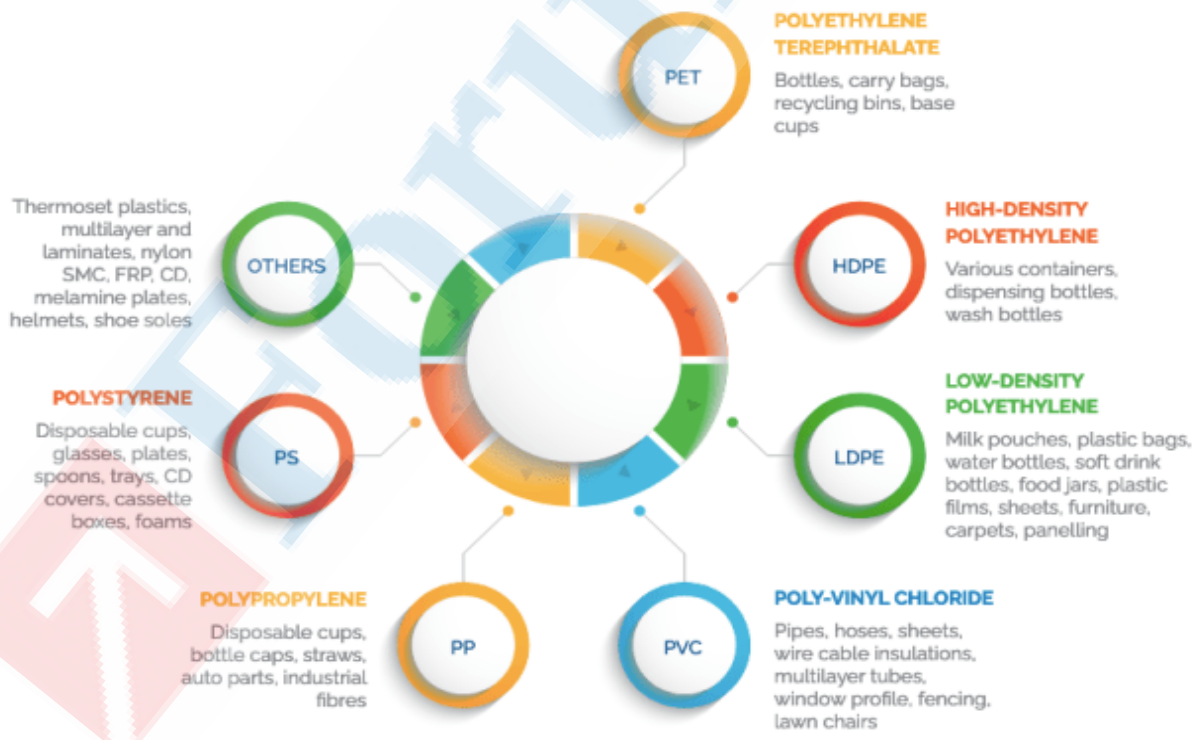 PET
POLYETHYLENE
TEREPHTHALATE
Bottles, carry bags,
recycling bins, base
cups
HDPE
HIGH-DENSITY
POLYETHYLENE
Various containers,
dispensing bottles,
wash bottles
LDPE
LOW-DENSITY
POLYETHYLENE
Milk pouches, plastic bags,
water bottles, soft drink
bottles, food jars, plastic
films, sheets, furniture,
carpets, panelling
PVC
POLY-VINYL CHLORIDE
Pipes, hoses, sheets,
wire cable insulations,
multilayer tubes,
window profile, fencing,
lawn chairs
PP
POLYPROPYLENE
Disposable cups,
bottle caps, straws,
auto parts, industrial
fibres
PS
POLYSTYRENE
Disposable cups,
glasses, plates,
spoons, trays, CD
covers, cassette
boxes, foams
OTHERS
Thermoset plastics,
multilayer and
laminates, nylon
SMC, FRP, CD,
melamine plates,
helmets, shoe soles